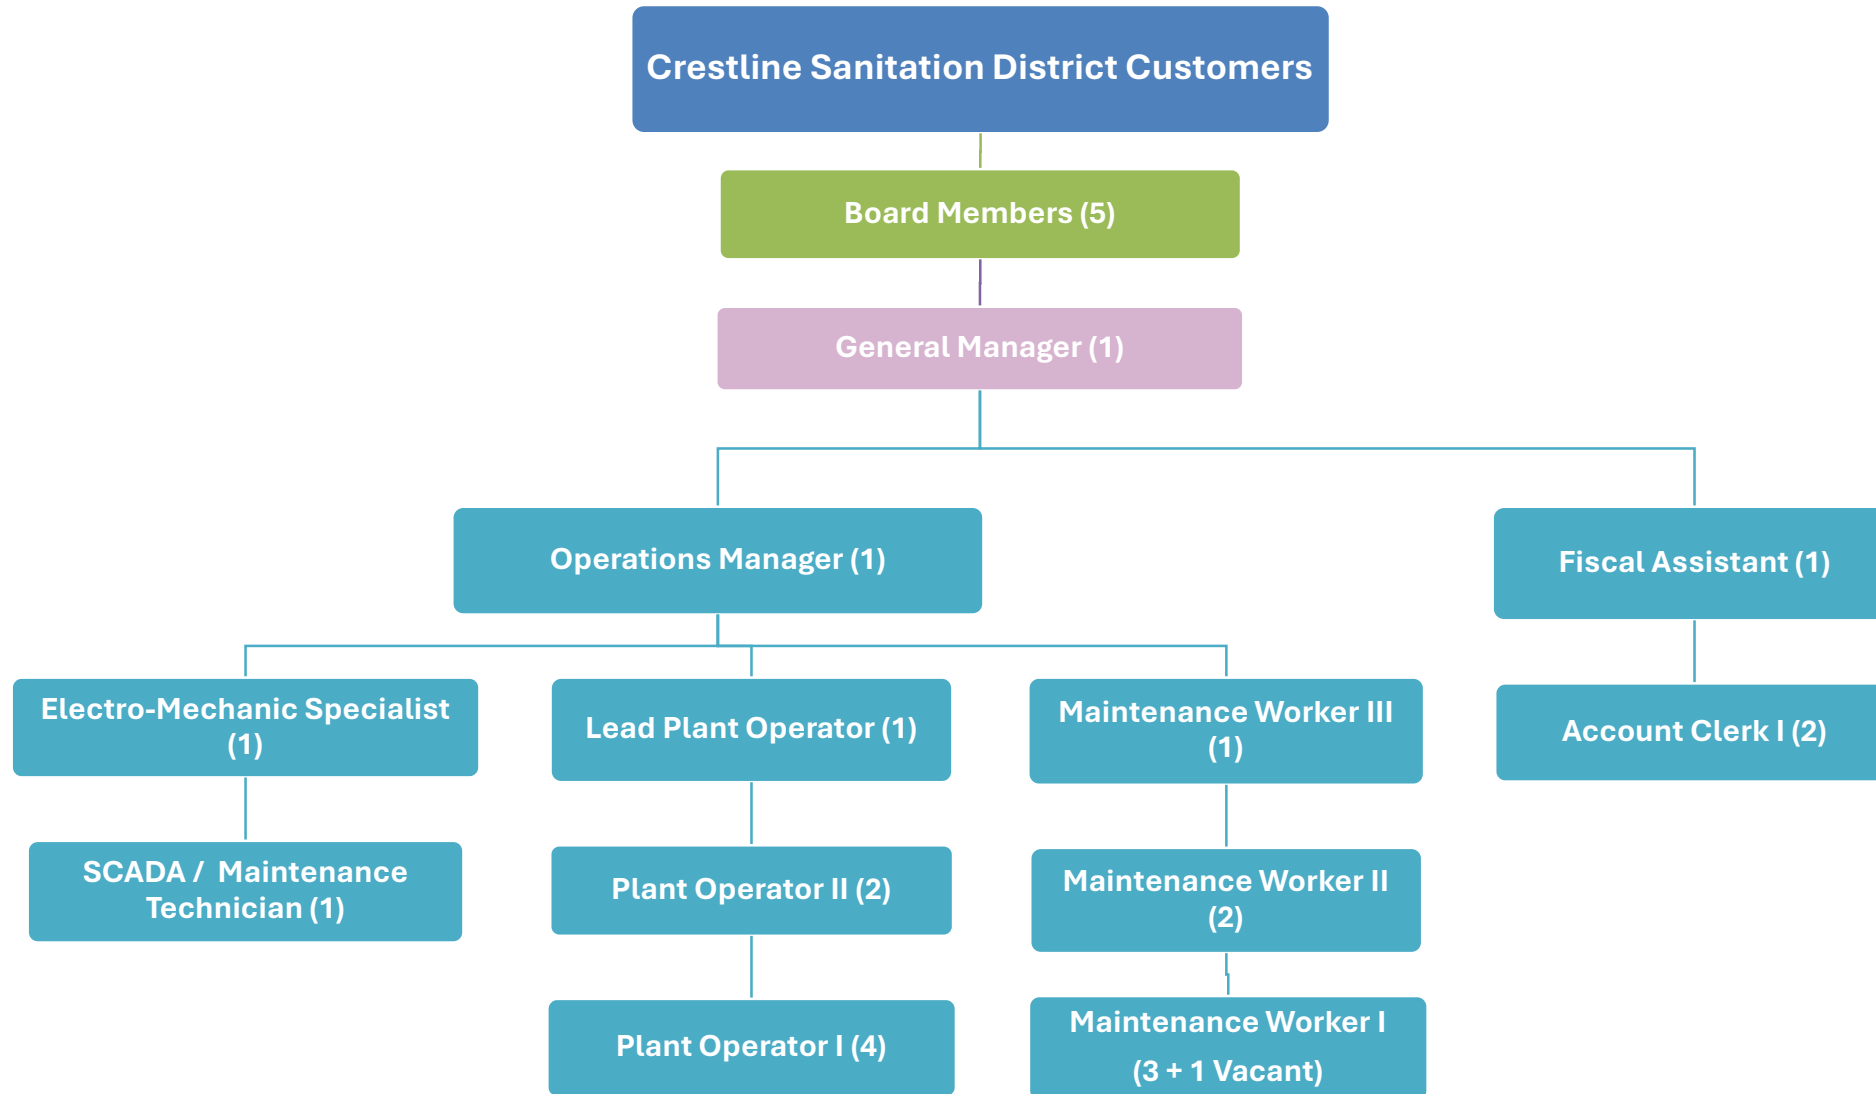 Crestline Sanitation District Customers
Board Members (5)
General Manager (1)
Operations Manager (1)
Fiscal Assistant (1)
Electro-Mechanic Specialist
(1)
Lead Plant Operator (1)
Maintenance Worker III
(1)
Account Clerk I (2)
SCADA / Maintenance
Technician (1)
Plant Operator II (2)
Maintenance Worker II
(2)
Plant Operator I (4)
Maintenance Worker I
(3 + 1 Vacant)